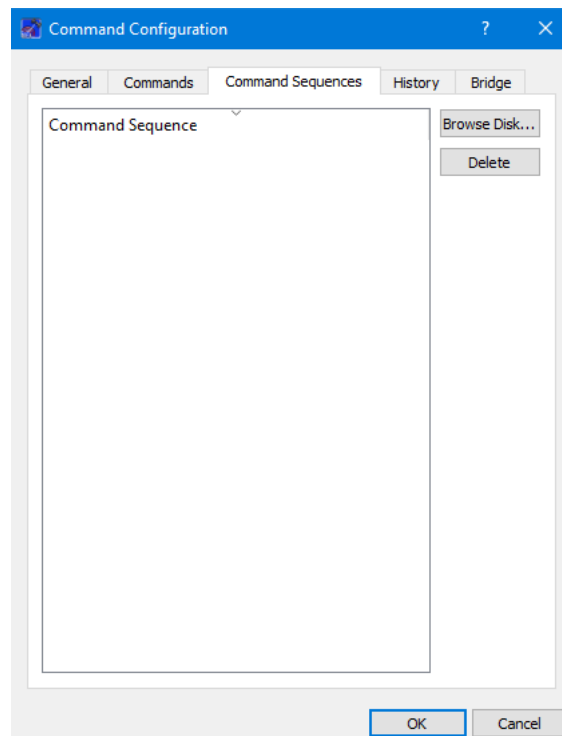 Command Configuration ?
General Commands Command Sequences History Bridge
Command Sequence Browse Disk...
Delete
OK Cancel